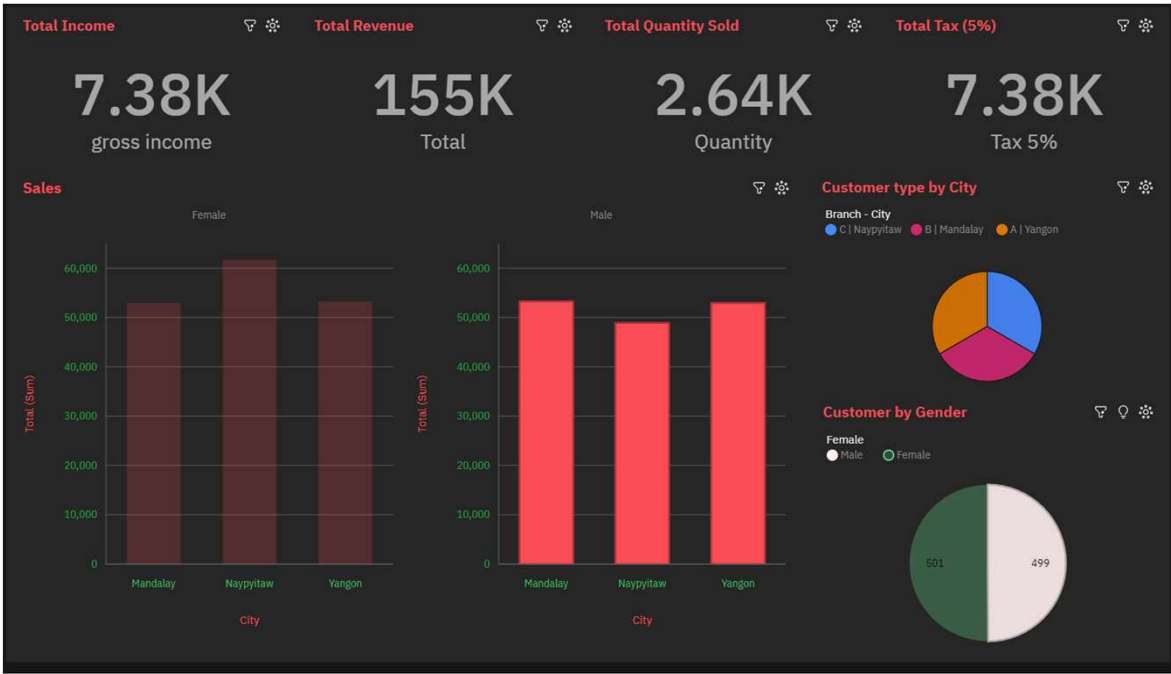 Total Income
Total Revenue
Total Quantity Sold
Total Tax (5%)
7.38K
gross income
155K
Total
2.64K
Quantity
7.38K
Tax 5%
Sales
Female
Total (Sum)
60,000
50,000
40,000
30,000
20,000
10,000
0
Mandalay Naypyitaw Yangon
City
Male
Total (Sum)
60,000
50,000
40,000
30,000
20,000
10,000
0
Mandalay Naypyitaw Yangon
City
Customer type by City
Branch - City
C | Naypyitaw B | Mandalay A | Yangon
Customer by Gender
Female
Male Female
501
499